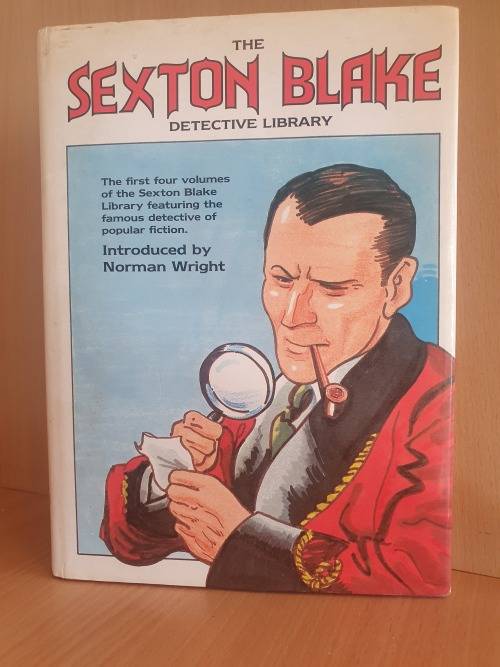 THE
SEXTON BLAKE
DETECTIVE LIBRARY
The first four volumes
of the Sexton Blake
Library featuring the
famous detective of
popular fiction.
Introduced by
Norman Wright